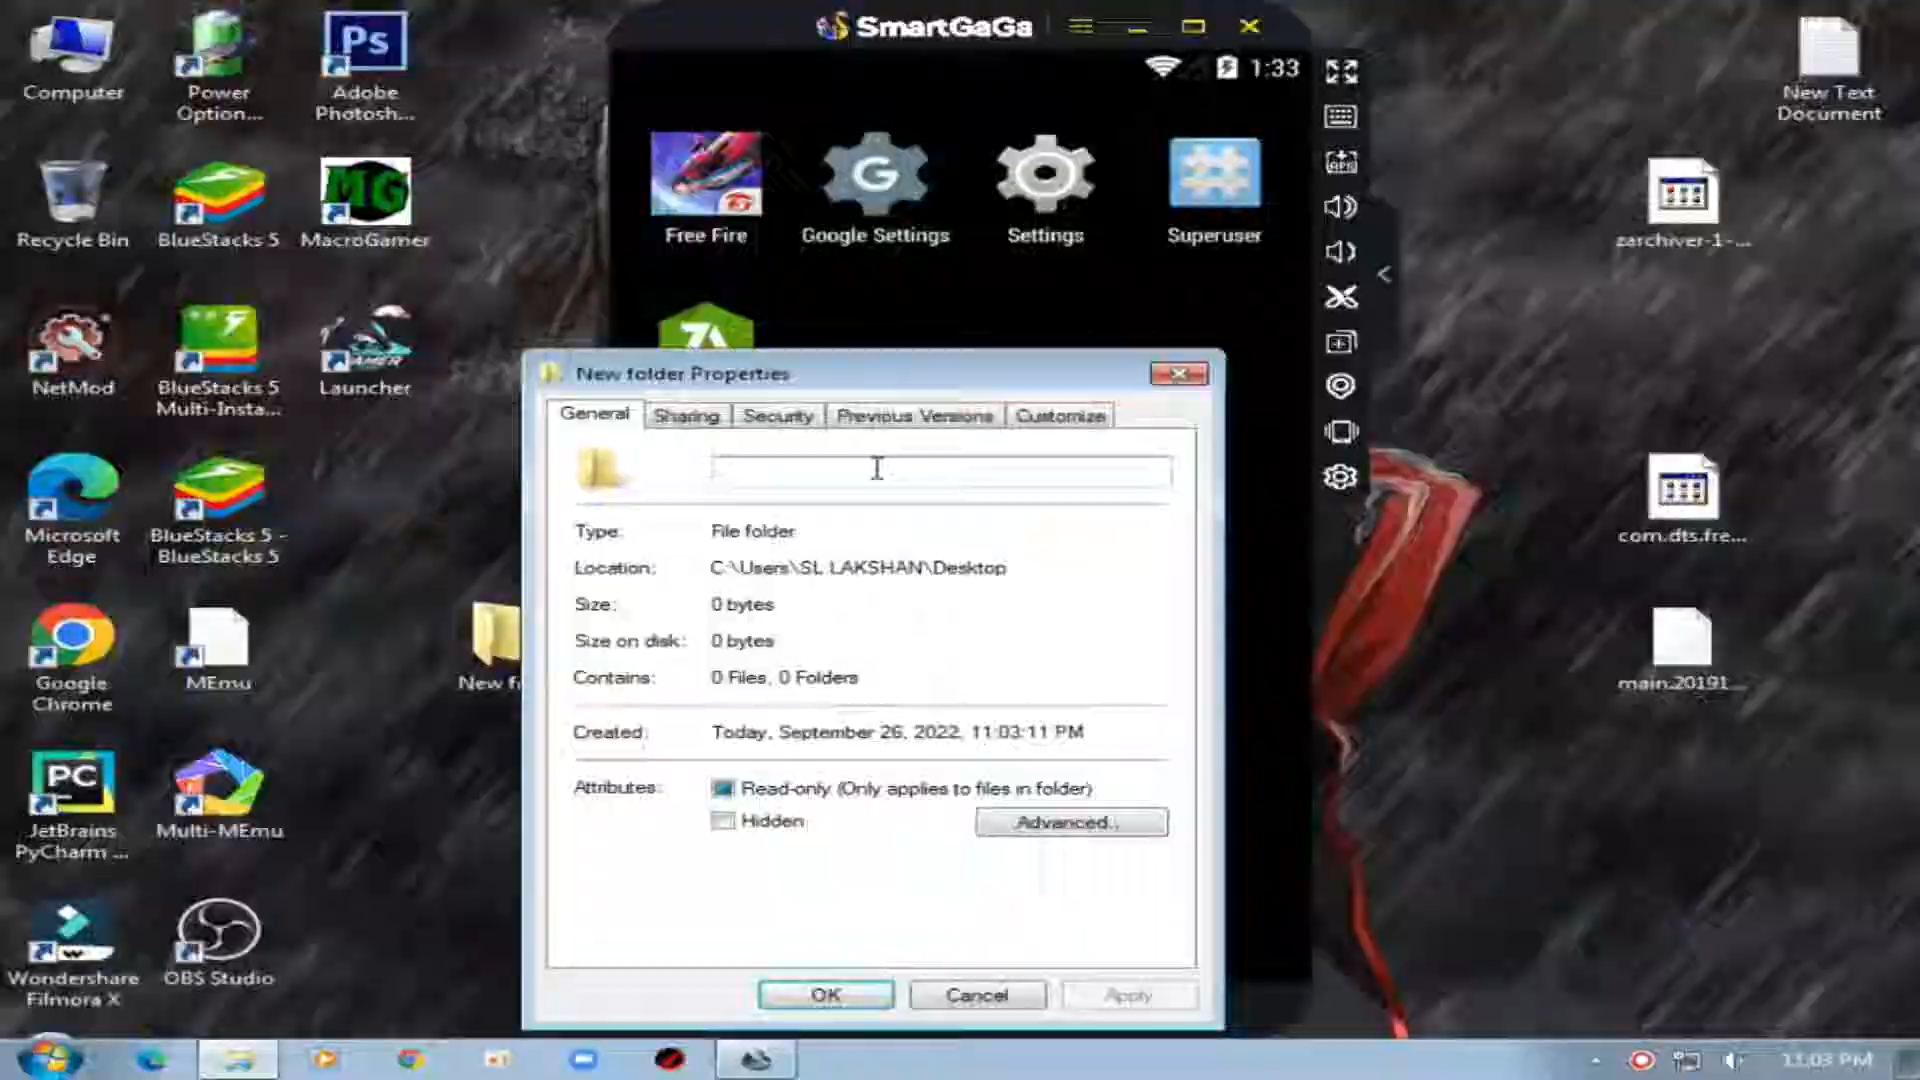 Computer
Power
Option...
Ps
Adobe
Photosh...
Recycle Bin
BlueStacks 5
MG
MacroGamer
NetMod
BlueStacks 5
Multi-Insta...
Launcher
Microsoft
Edge
BlueStacks 5 -
BlueStacks 5
Google
Chrome
MEmu
New f
PC
JetBrains
PyCharm ...
Multi-MEmu
Wondershare
Filmora X
OBS Studio
SmartGaGa
1:33
Free Fire
G
Google Settings
Settings
Superuser
APK
New Text
Document
zarchiver-1-...
com.dts.fre...
main.20191...
New folder Properties
General
Sharing
Security
Previous Versions
Customize
Type: File folder
Location: C:\Users\SL LAKSHAN\Desktop
Size: 0 bytes
Size on disk: 0 bytes
Contains: 0 Files, 0 Folders
Created: Today, September 26, 2022, 11:03:11 PM
Attributes: Read-only (Only applies to files in folder)
Hidden
Advanced...
OK
Cancel
Apply
11:03 PM